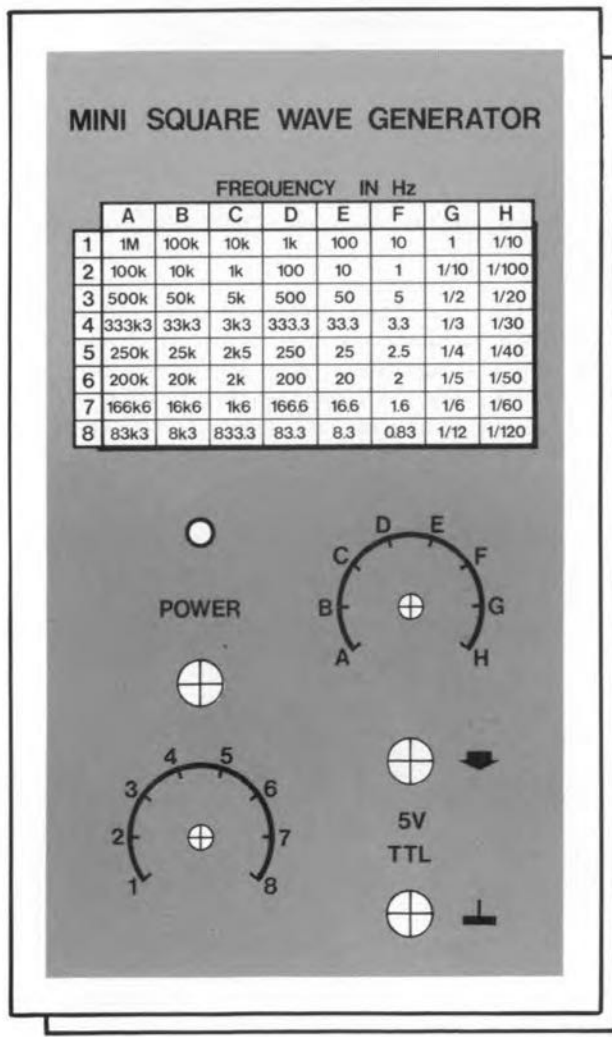 MINI SQUARE WAVE GENERATOR
FREQUENCY IN Hz
A B C D E F G H
1 1M 100k 10k 1k 100 10 1 1/10
2 100k 10k 1k 100 10 1 1/10 1/100
3 500k 50k 5k 500 50 5 1/2 1/20
4 333k3 33k3 3k3 333.3 33.3 3.3 1/3 1/30
5 250k 25k 2k5 250 25 2.5 1/4 1/40
6 200k 20k 2k 200 20 2 1/5 1/50
7 166k6 16k6 1k6 166.6 16.6 1.6 1/6 1/60
8 83k3 8k3 833.3 83.3 8.3 0.83 1/12 1/120
POWER
A B C D E F G H
1 2 3 4 5 6 7 8
5V
TTL